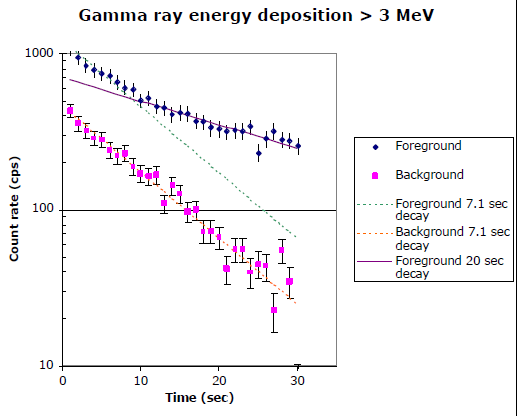 Gamma ray energy deposition > 3 MeV
1000
100
10
Count rate (cps)
0
10
20
30
Time (sec)
Foreground
Background
Foreground 7.1 sec
decay
Background 7.1 sec
decay
Foreground 20 sec
decay